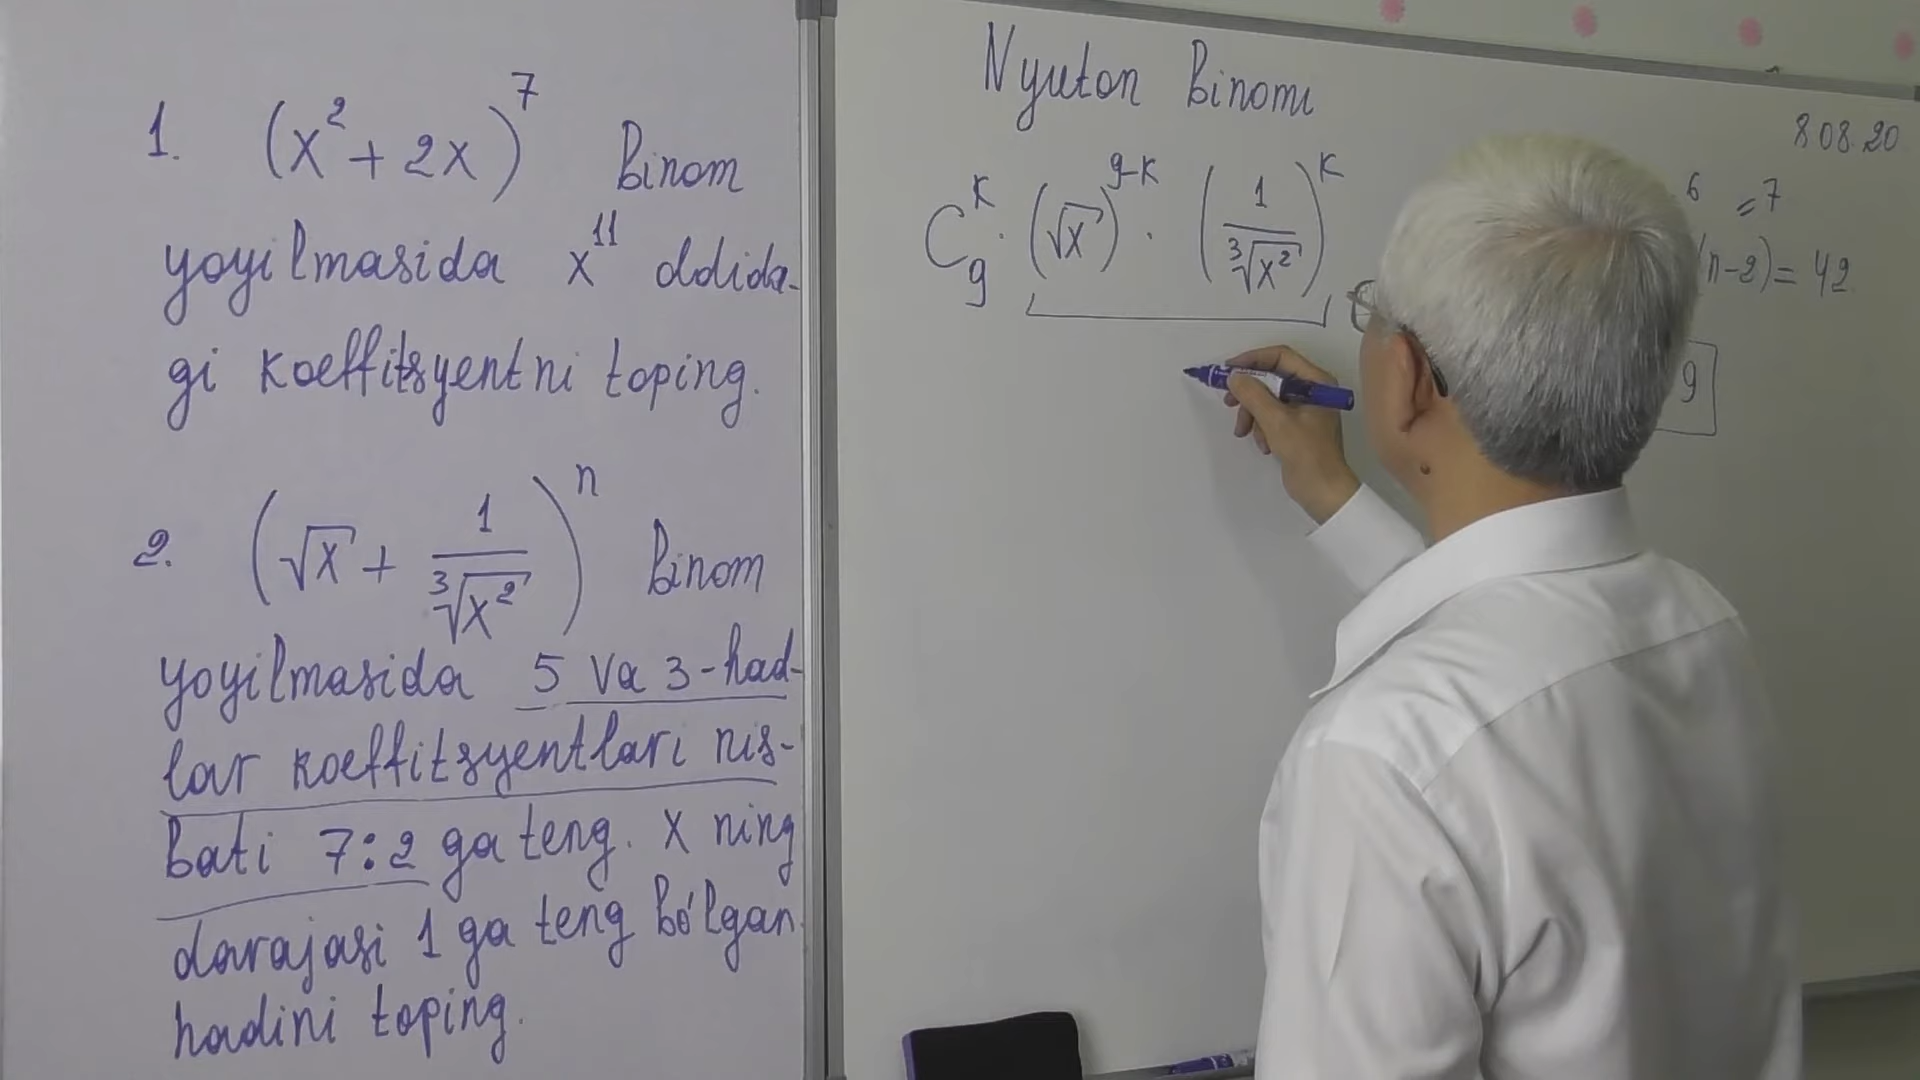 1. (x² + 2x)⁷ Binom
yoyilmasida x¹¹ oldida-
gi koeffitsyentni toping.
2. (√x + 1/∛x²)ⁿ Binom
yoyilmasida 5 va 3-had-
lar koeffitsyentlari nis-
bati 7:2 ga teng. x ning
darajasi 1 ga teng bo'lgan
hadini toping.
Nyuton Binomi
8.08.20
C₉ᴷ · (√x)⁹⁻ᴷ · (1/∛x²)ᴷ
6 = 7
(n-2) = 42
9